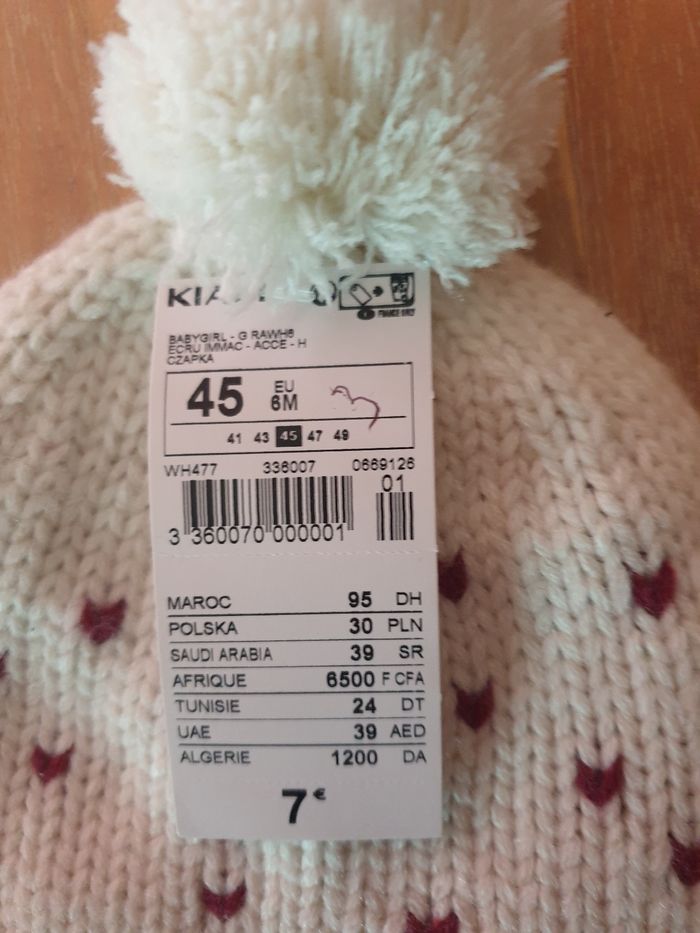 BABYGIRL - G RAWH6
ECRU IMMAC - ACCE - H
CZAPKA
45 EU 6M
41 43 45 47 49
WH477 336007 0669126
01
3 360070 000001
MAROC 95 DH
POLSKA 30 PLN
SAUDI ARABIA 39 SR
AFRIQUE 6500 F CFA
TUNISIE 24 DT
UAE 39 AED
ALGERIE 1200 DA
7€